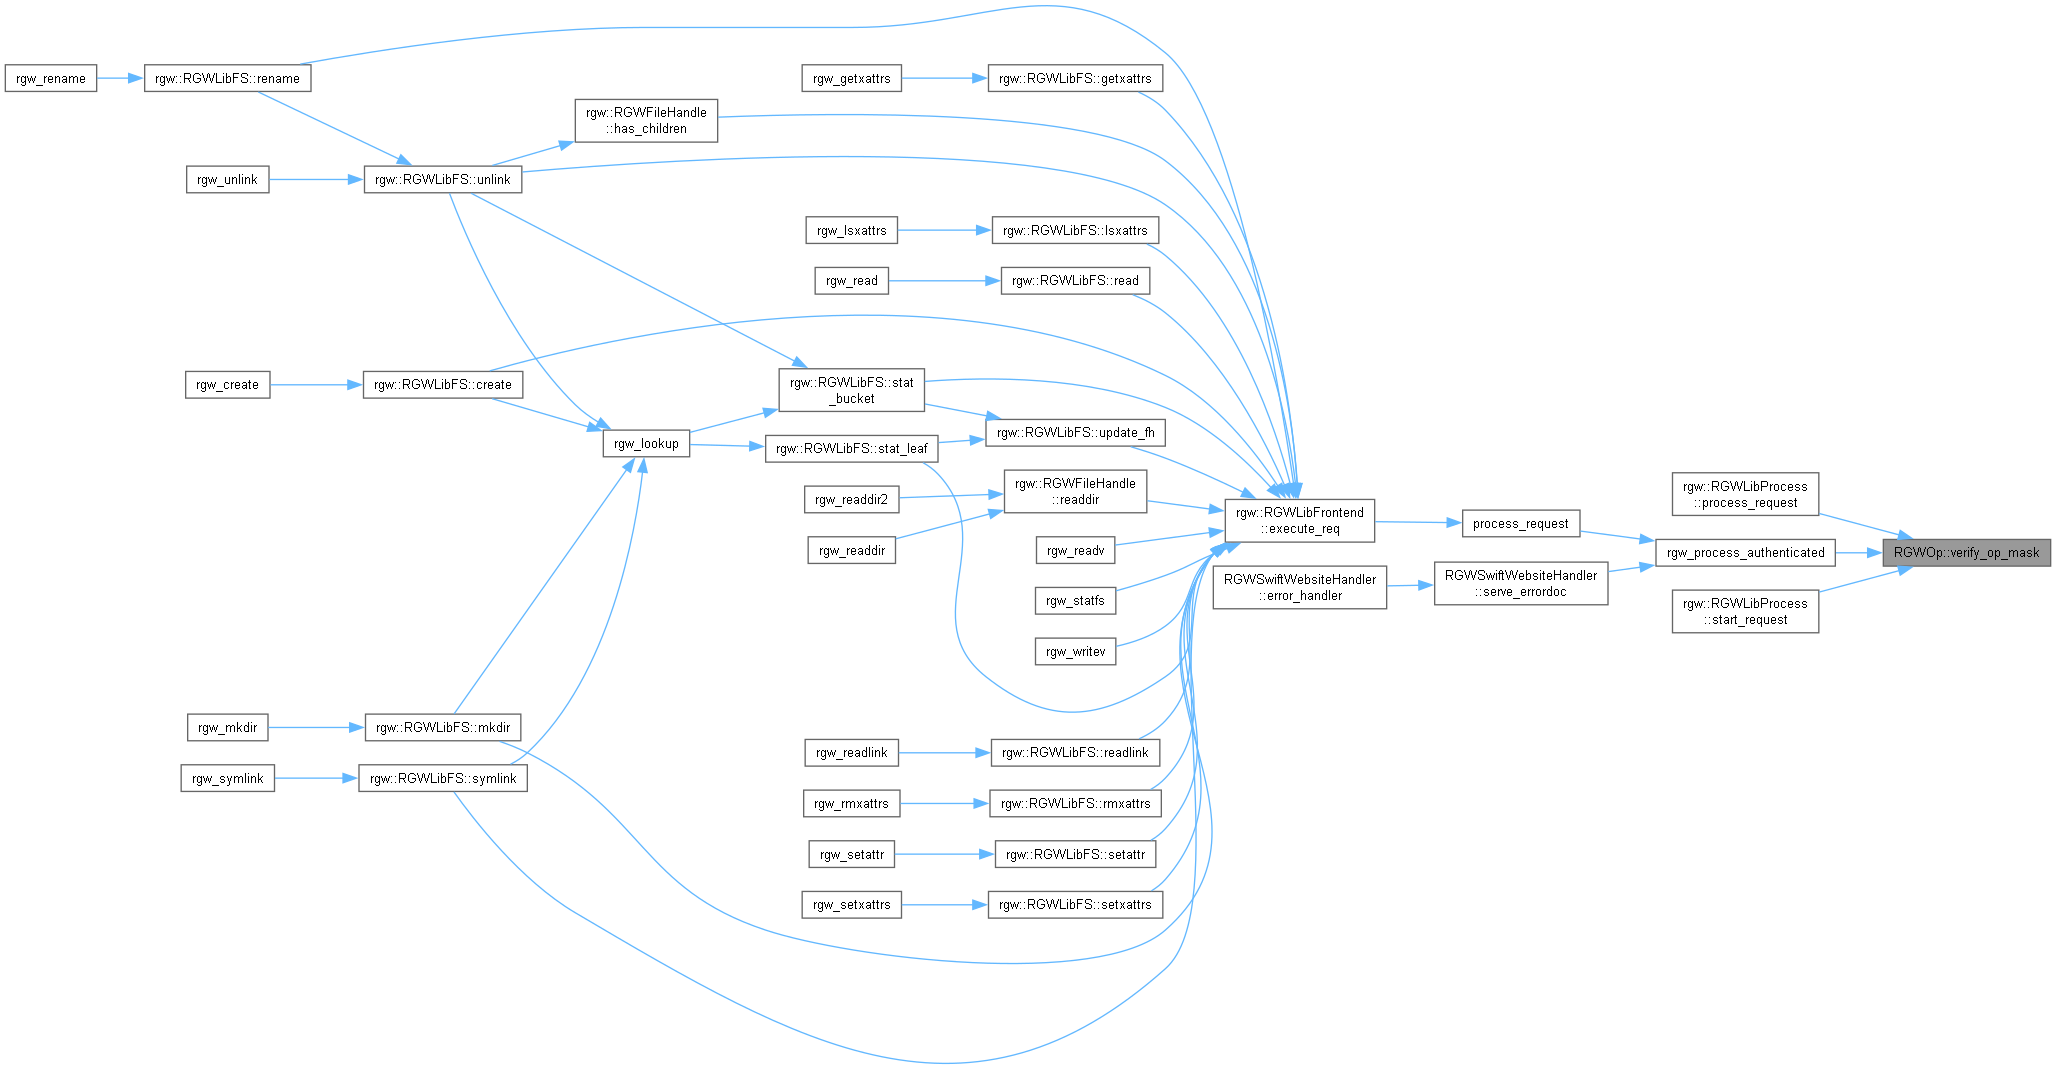 rgw_rename
rgw::RGWLibFS::rename
rgw_getxattrs
rgw::RGWLibFS::getxattrs
rgw::RGWFileHandle
::has_children
rgw_unlink
rgw::RGWLibFS::unlink
rgw_lsxattrs
rgw::RGWLibFS::lsxattrs
rgw_read
rgw::RGWLibFS::read
rgw_create
rgw::RGWLibFS::create
rgw::RGWLibFS::stat
_bucket
rgw_lookup
rgw::RGWLibFS::stat_leaf
rgw::RGWLibFS::update_fh
rgw_readdir2
rgw::RGWFileHandle
::readdir
rgw_readdir
rgw_readv
rgw_statfs
rgw_writev
rgw::RGWLibFrontend
::execute_req
RGWSwiftWebsiteHandler
::error_handler
process_request
RGWSwiftWebsiteHandler
::serve_errordoc
rgw::RGWLibProcess
::process_request
rgw_process_authenticated
rgw::RGWLibProcess
::start_request
RGWOp::verify_op_mask
rgw_mkdir
rgw::RGWLibFS::mkdir
rgw_symlink
rgw::RGWLibFS::symlink
rgw_readlink
rgw::RGWLibFS::readlink
rgw_rmxattrs
rgw::RGWLibFS::rmxattrs
rgw_setattr
rgw::RGWLibFS::setattr
rgw_setxattrs
rgw::RGWLibFS::setxattrs